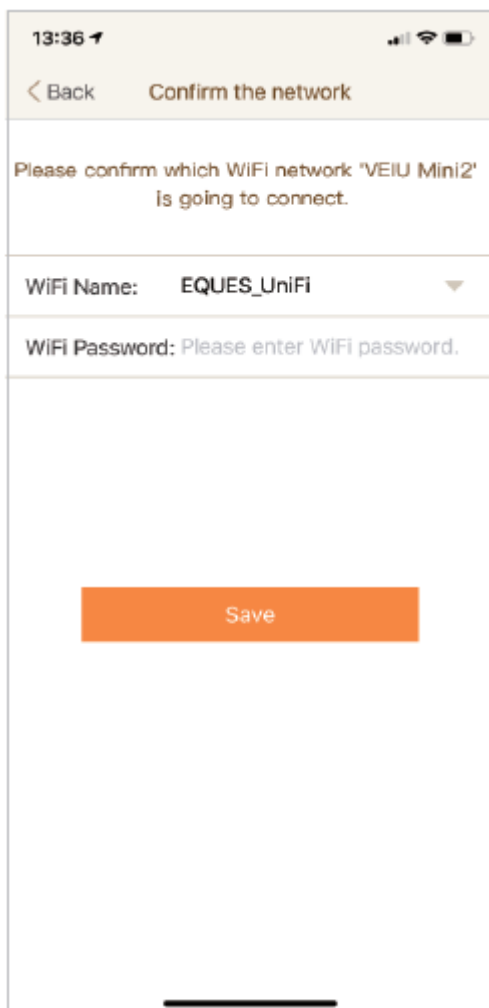 13:36
Back Confirm the network
Please confirm which WiFi network 'VEIU Mini2'
is going to connect.
WiFi Name: EQUES_UniFi
WiFi Password: Please enter WiFi password.
Save